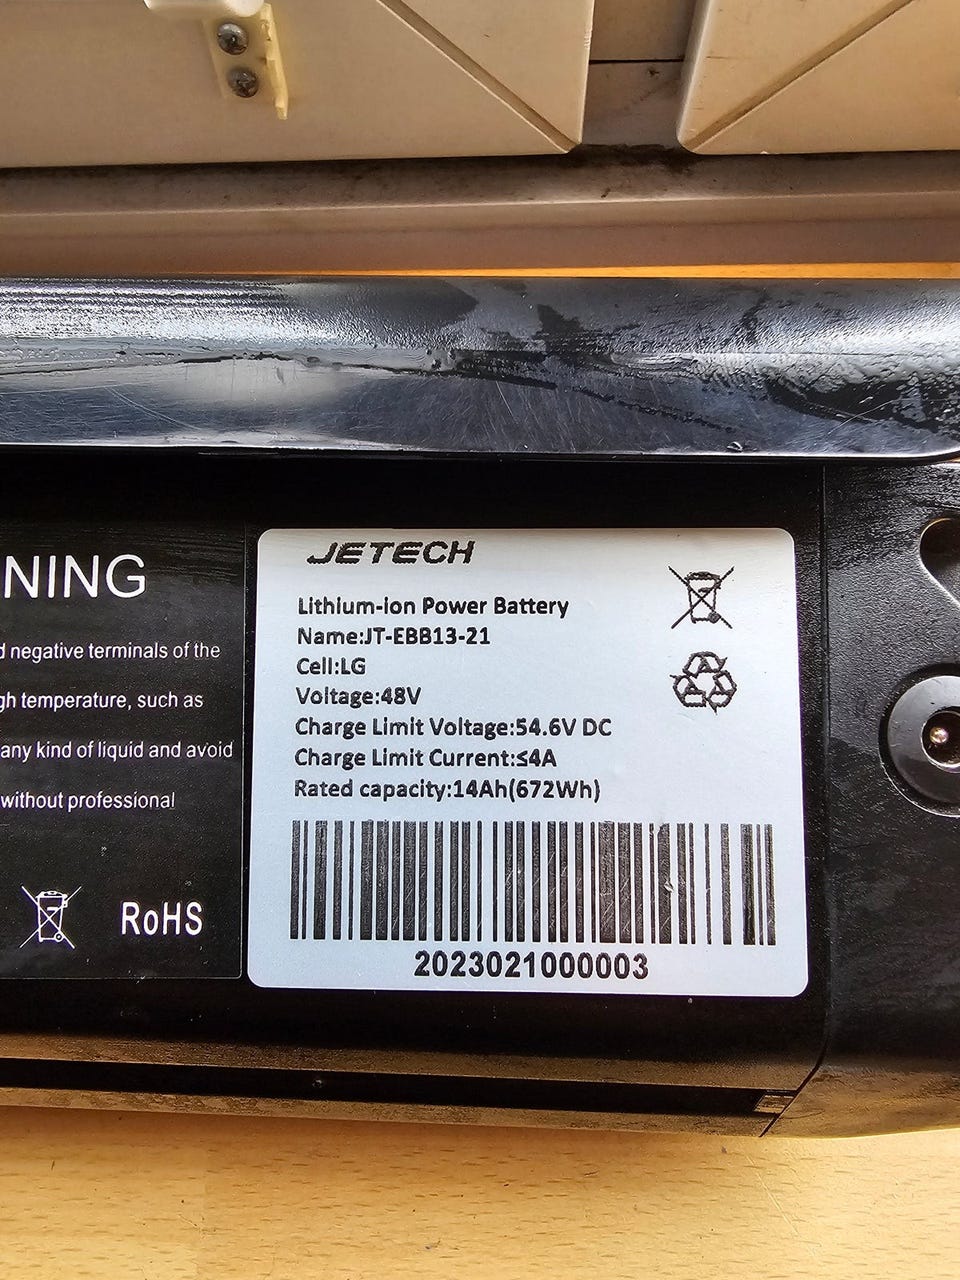 NING
d negative terminals of the
gh temperature, such as
any kind of liquid and avoid
without professional
RoHS
JETECH
Lithium-ion Power Battery
Name:JT-EBB13-21
Cell:LG
Voltage:48V
Charge Limit Voltage:54.6V DC
Charge Limit Current:≤4A
Rated capacity:14Ah(672Wh)
2023021000003